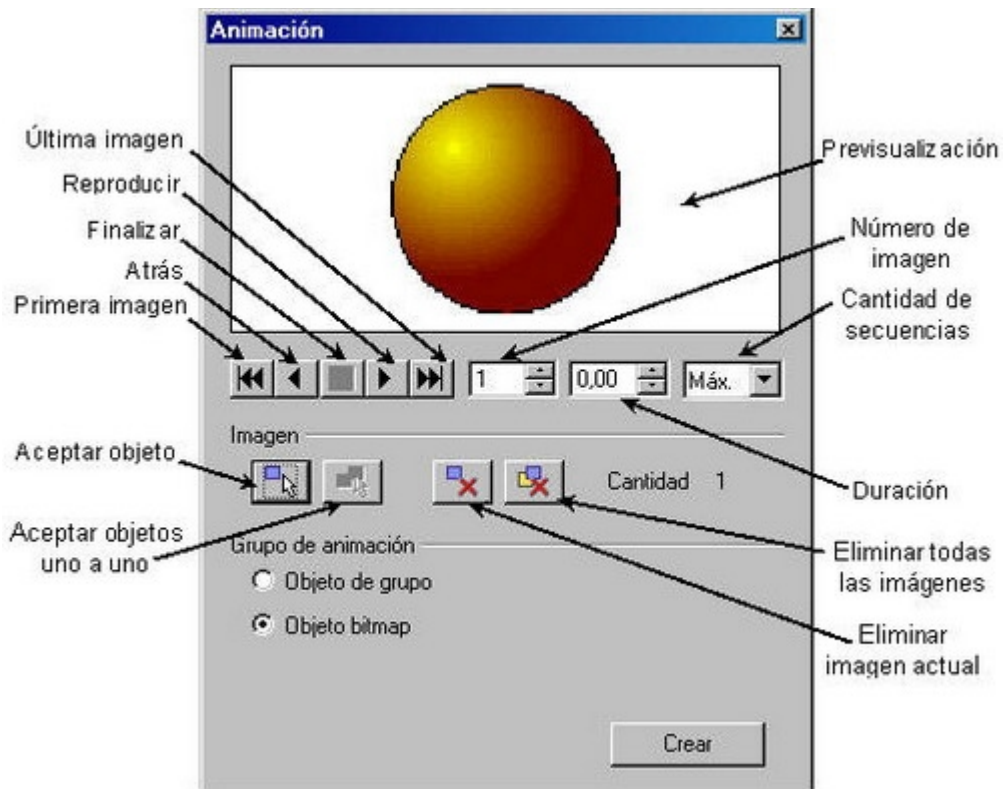 Animación
Última imagen
Previsualización
Reproducir
Finalizar
Número de
imagen
Atrás
Primera imagen
Cantidad de
secuencias
1
0,00
Máx.
Imagen
Aceptar objeto
Cantidad 1
Duración
Aceptar objetos
uno a uno
Grupo de animación
Eliminar todas
las imágenes
Objeto de grupo
Objeto bitmap
Eliminar
imagen actual
Crear